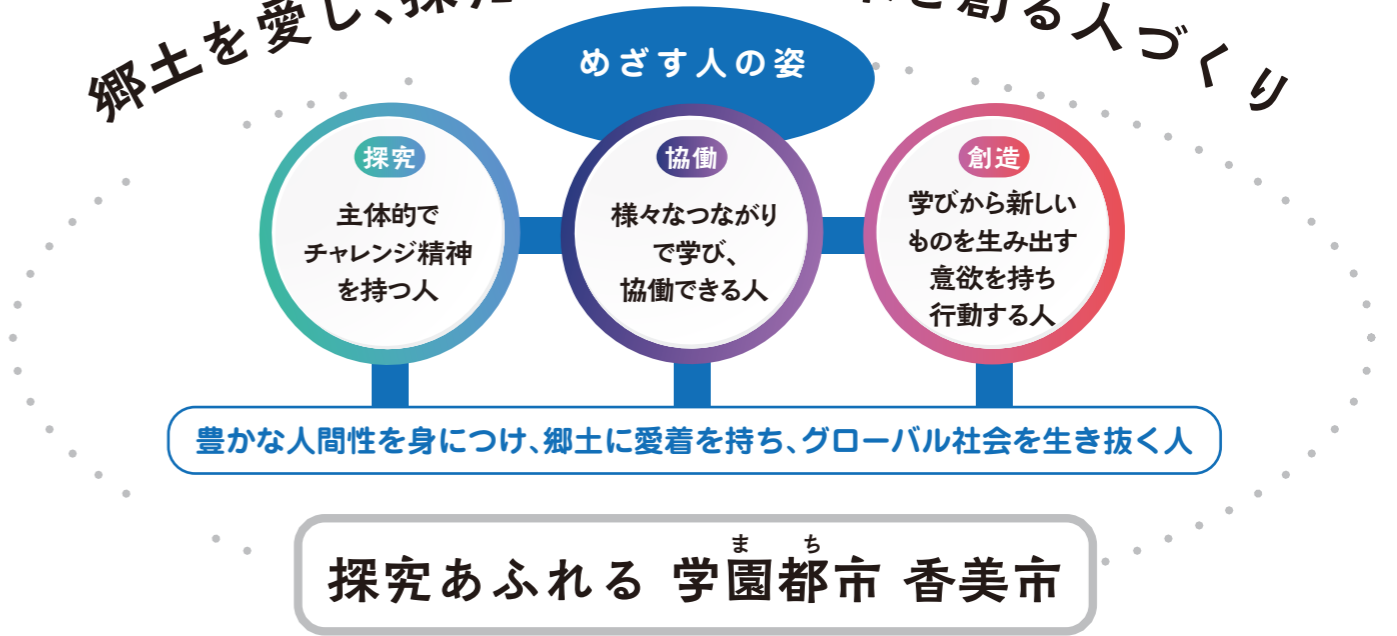 郷土を愛し、探
を創る人づくり
めざす人の姿
探究
主体的で
チャレンジ精神
を持つ人
協働
様々なつながり
で学び、
協働できる人
創造
学びから新しい
ものを生み出す
意欲を持ち
行動する人
豊かな人間性を身につけ、郷土に愛着を持ち、グローバル社会を生き抜く人
まち
探究あふれる 学園都市 香美市